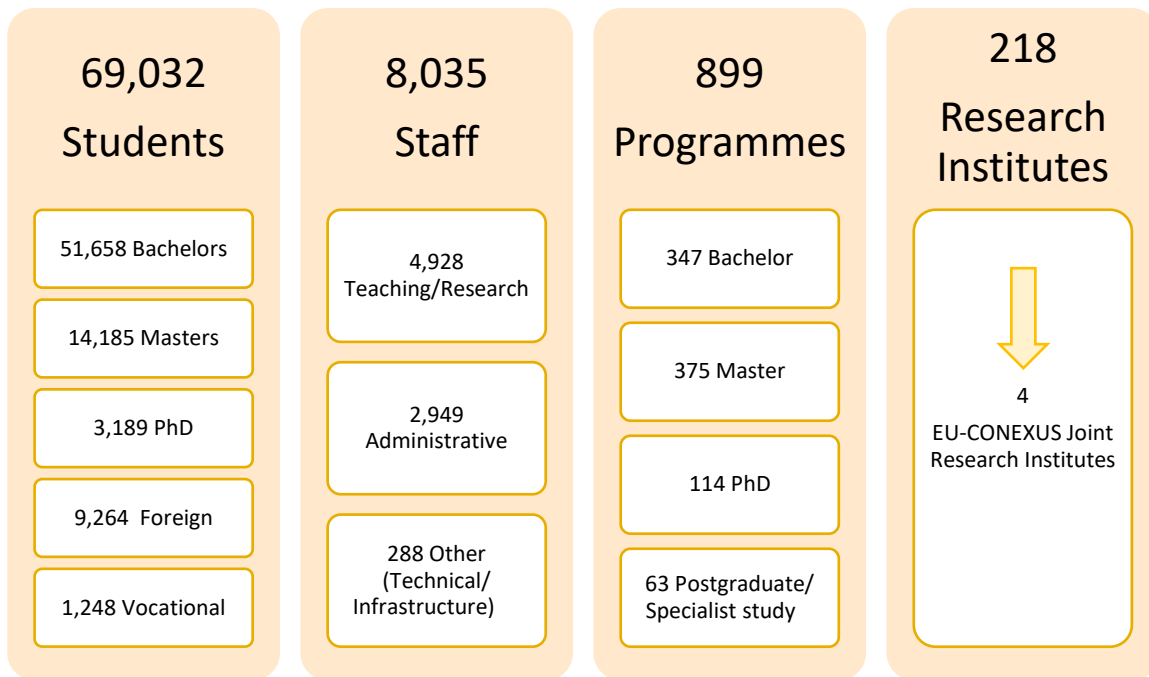 69,032
Students
51,658 Bachelors
14,185 Masters
3,189 PhD
9,264 Foreign
1,248 Vocational
8,035
Staff
4,928
Teaching/Research
2,949
Administrative
288 Other
(Technical/
Infrastructure)
899
Programmes
347 Bachelor
375 Master
114 PhD
63 Postgraduate/
Specialist study
218
Research
Institutes
4
EU-CONEXUS Joint
Research Institutes